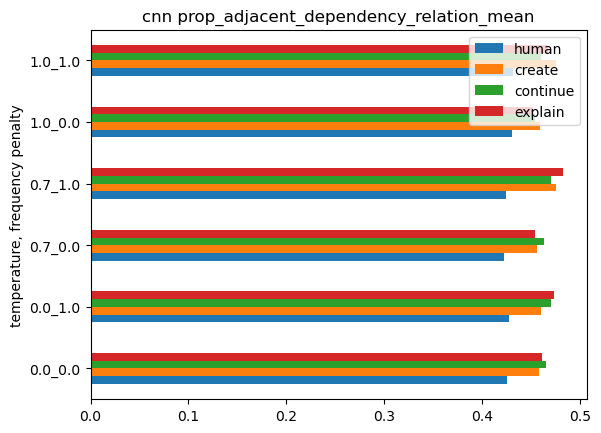 cnn prop_adjacent_dependency_relation_mean
human
create
continue
explain
temperature, frequency penalty
1.0_1.0
1.0_0.0
0.7_1.0
0.7_0.0
0.0_1.0
0.0_0.0
0.0
0.1
0.2
0.3
0.4
0.5